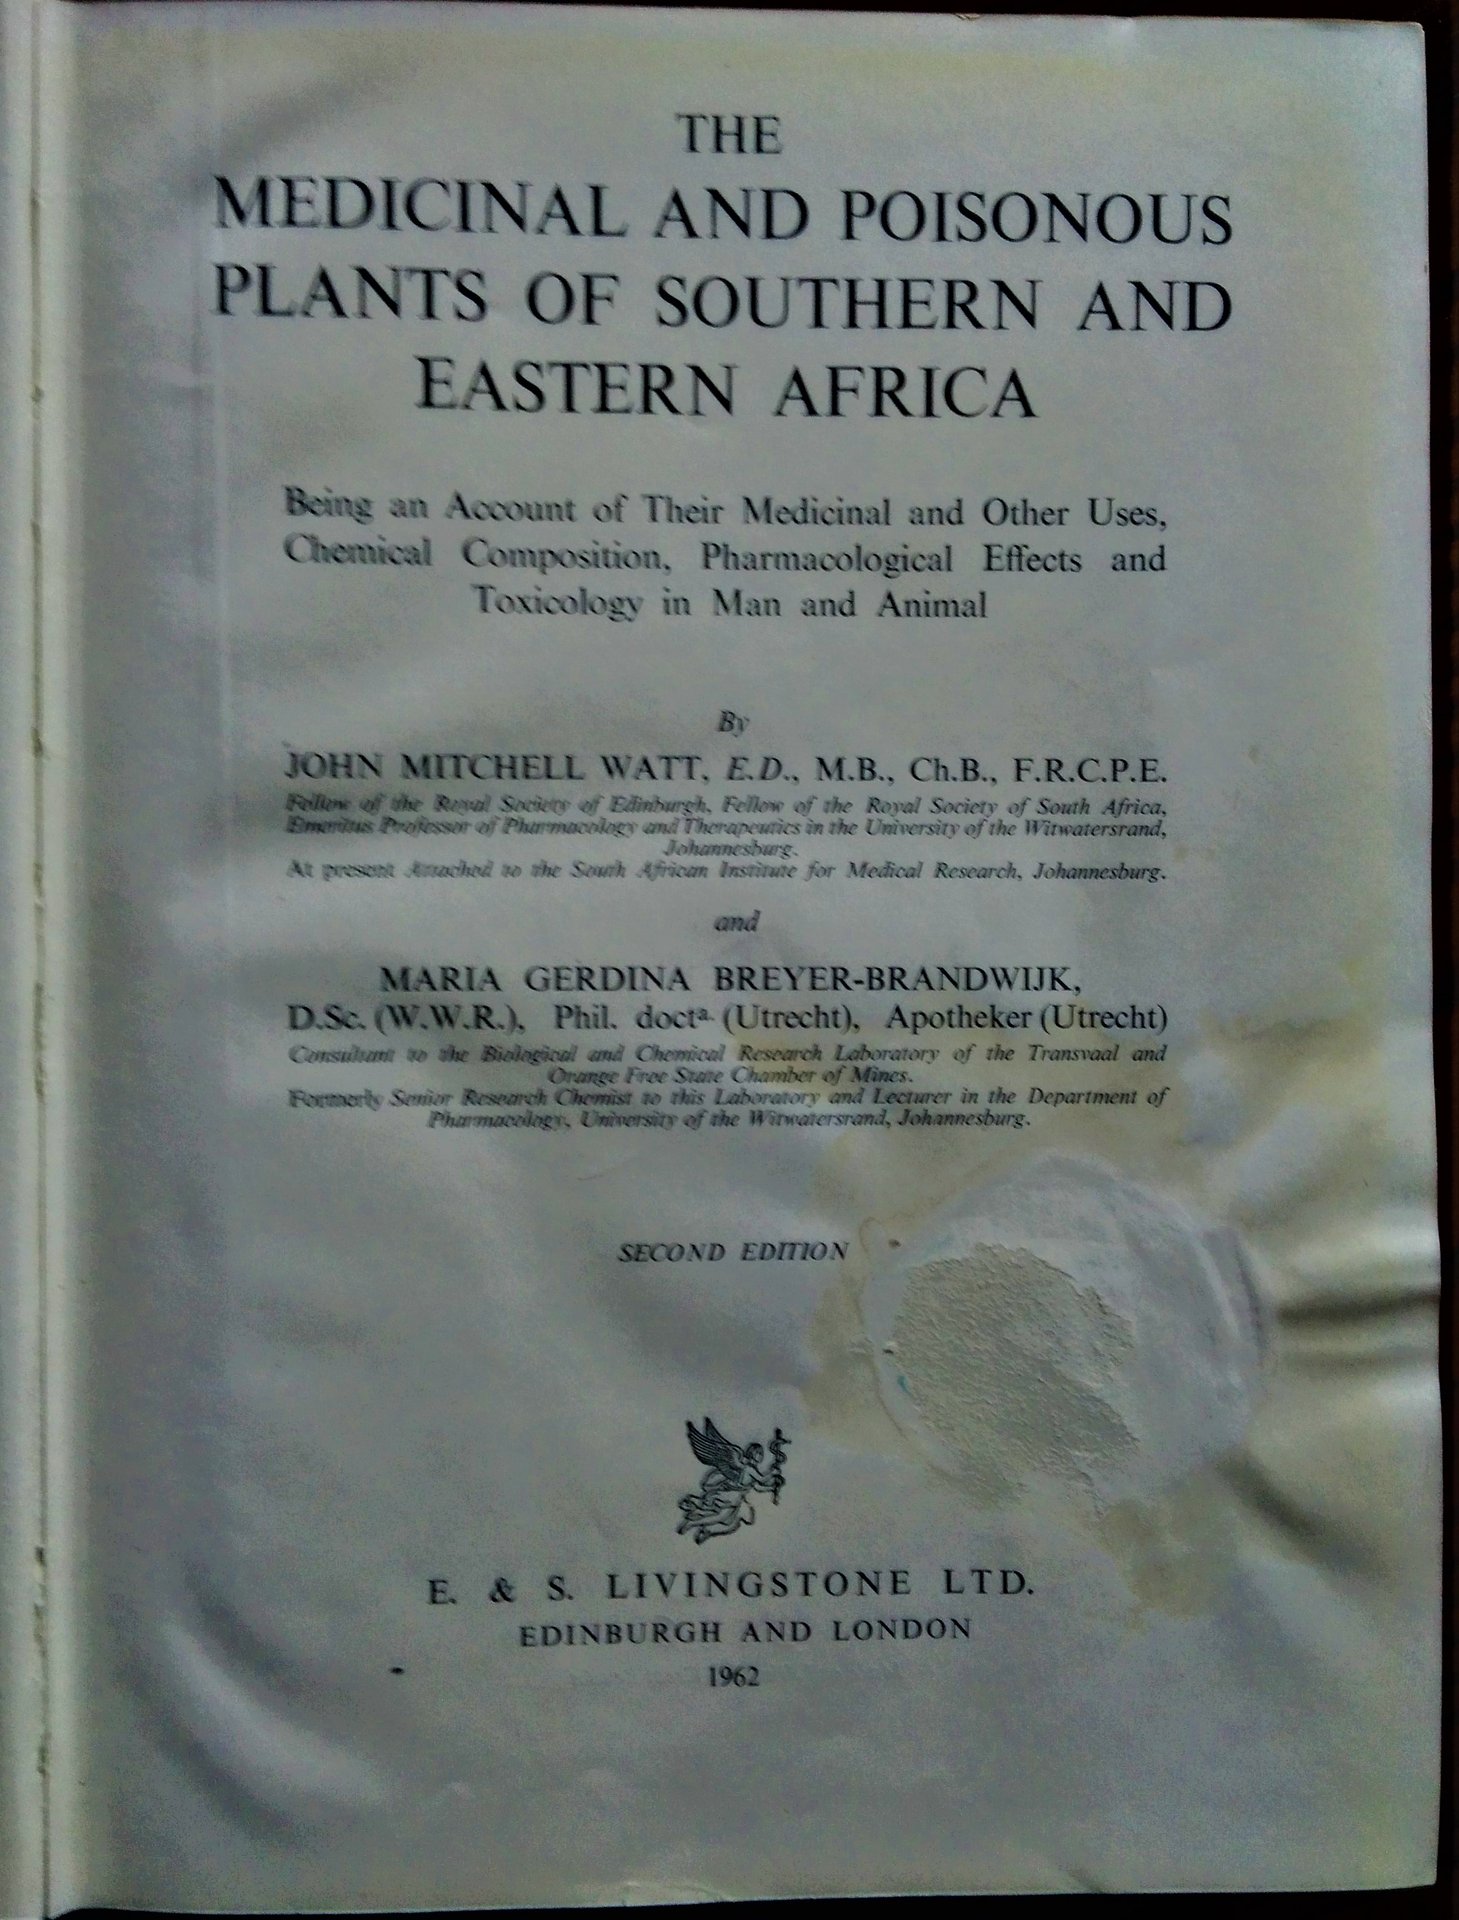 THE
MEDICINAL AND POISONOUS
PLANTS OF SOUTHERN AND
EASTERN AFRICA
Being an Account of Their Medicinal and Other Uses,
Chemical Composition, Pharmacological Effects and
Toxicology in Man and Animal
By
JOHN MITCHELL WATT, E.D., M.B., Ch.B., F.R.C.P.E.
Fellow of the Royal Society of Edinburgh, Fellow of the Royal Society of South Africa,
Emeritus Professor of Pharmacology and Therapeutics in the University of the Witwatersrand,
Johannesburg.
At present Attached to the South African Institute for Medical Research, Johannesburg.
and
MARIA GERDINA BREYER-BRANDWIJK,
D.Sc. (W.W.R.), Phil. docta. (Utrecht), Apotheker (Utrecht)
Consultant to the Biological and Chemical Research Laboratory of the Transvaal and
Orange Free State Chamber of Mines.
Formerly Senior Research Chemist to this Laboratory and Lecturer in the Department of
Pharmacology, University of the Witwatersrand, Johannesburg.
SECOND EDITION
E. & S. LIVINGSTONE LTD.
EDINBURGH AND LONDON
1962